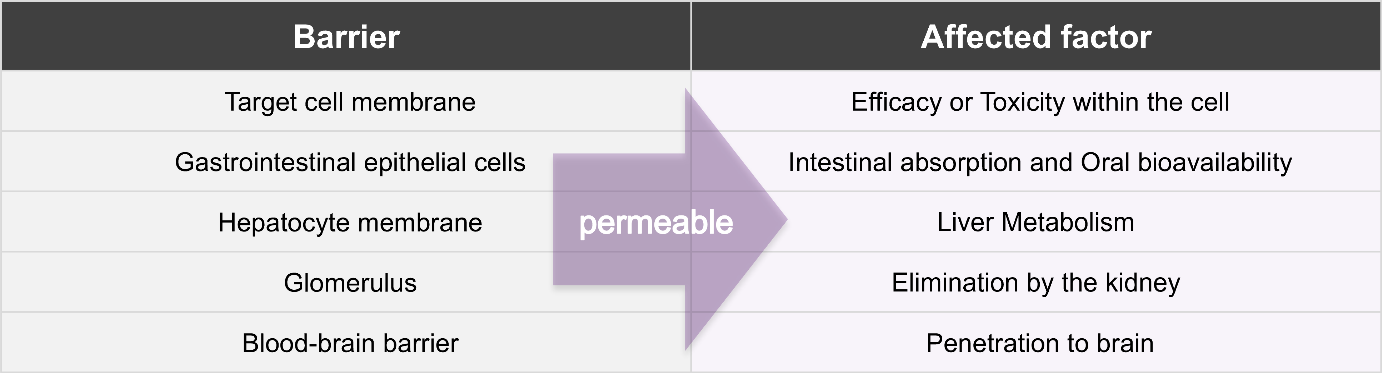 Barrier
Affected factor
Target cell membrane
Efficacy or Toxicity within the cell
Gastrointestinal epithelial cells
Intestinal absorption and Oral bioavailability
Hepatocyte membrane
permeable
Liver Metabolism
Glomerulus
Elimination by the kidney
Blood-brain barrier
Penetration to brain